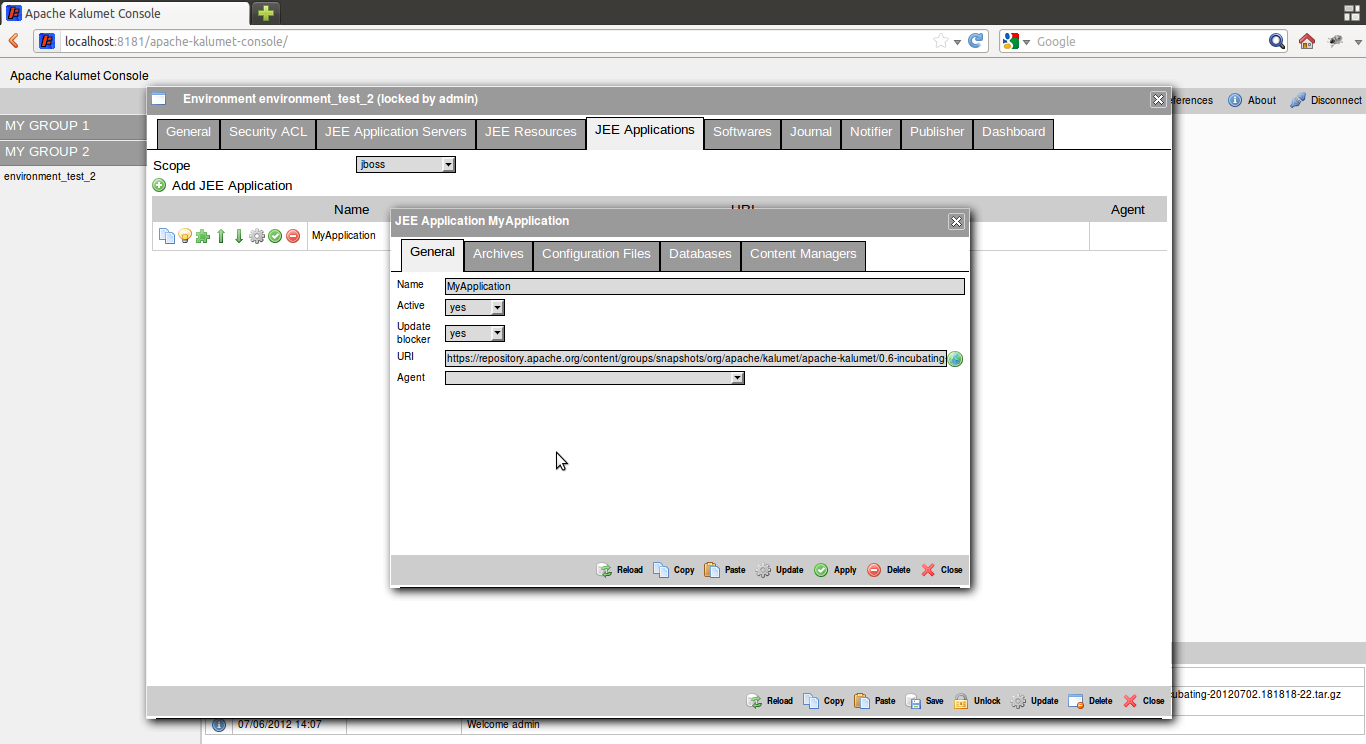 Apache Kalumet Console
localhost:8181/apache-kalumet-console/
Google
Apache Kalumet Console
ferences About Disconnect
MY GROUP 1
MY GROUP 2
environment_test_2
Environment environment_test_2 (locked by admin)
General Security ACL JEE Application Servers JEE Resources JEE Applications Softwares Journal Notifier Publisher Dashboard
Scope jboss
Add JEE Application
Name URI Agent
MyApplication
JEE Application MyApplication
General Archives Configuration Files Databases Content Managers
Name MyApplication
Active yes
Update blocker yes
URI https://repository.apache.org/content/groups/snapshots/org/apache/kalumet/apache-kalumet/0.6-incubating
Agent
Reload Copy Paste Update Apply Delete Close
Reload Copy Paste Save Unlock Update Delete Close
ubating-20120702.181818-22.tar.gz
07/06/2012 14:07 Welcome admin